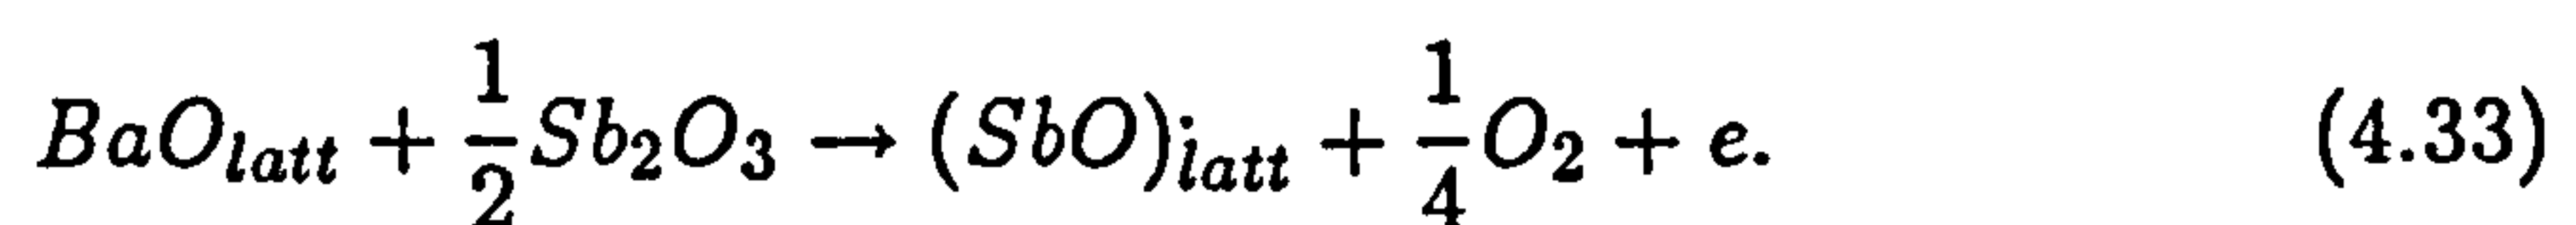 $BaO_{latt} + \frac{1}{2}Sb_2O_3 \rightarrow (SbO)_{latt} + \frac{1}{4}O_2 + e.$ (4.33)